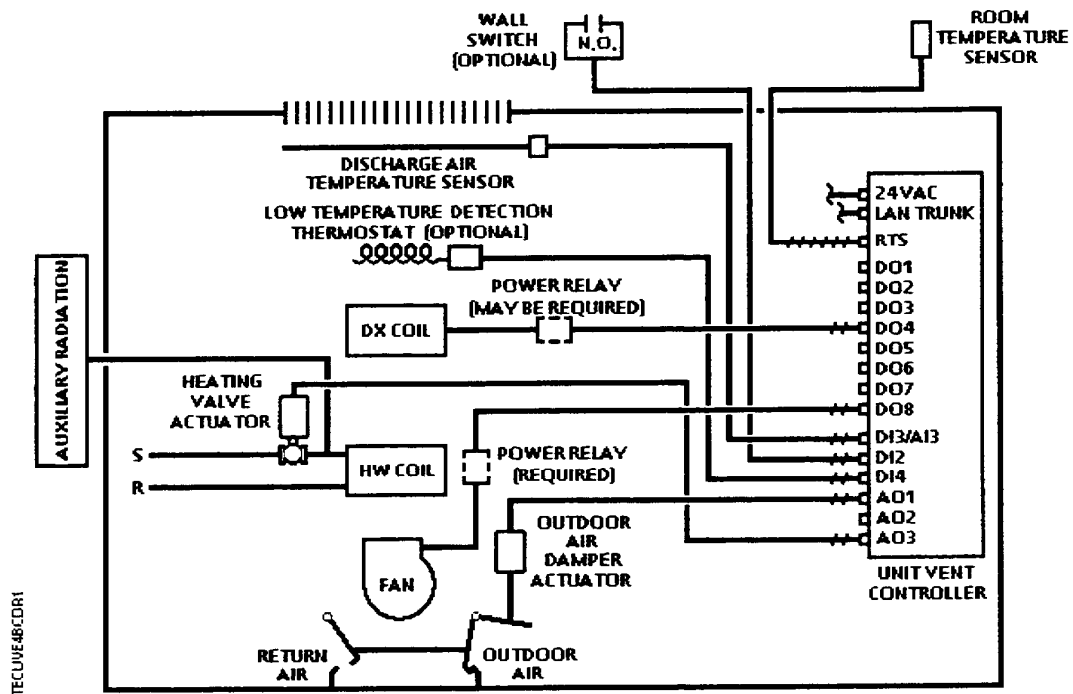 WALL
SWITCH
(OPTIONAL)
N.O.
ROOM
TEMPERATURE
SENSOR
DISCHARGE AIR
TEMPERATURE SENSOR
LOW TEMPERATURE DETECTION
THERMOSTAT (OPTIONAL)
POWER RELAY
(MAY BE REQUIRED)
DX COIL
AUXILIARY RADIATION
HEATING
VALVE
ACTUATOR
S
R
HW COIL
POWER RELAY
(REQUIRED)
OUTDOOR
AIR
DAMPER
ACTUATOR
FAN
RETURN
AIR
OUTDOOR
AIR
24VAC
LAN TRUNK
RTS
DO1
DO2
DO3
DO4
DO5
DO6
DO7
DO8
DI3/AI3
DI2
DI4
AO1
AO2
AO3
UNIT VENT
CONTROLLER